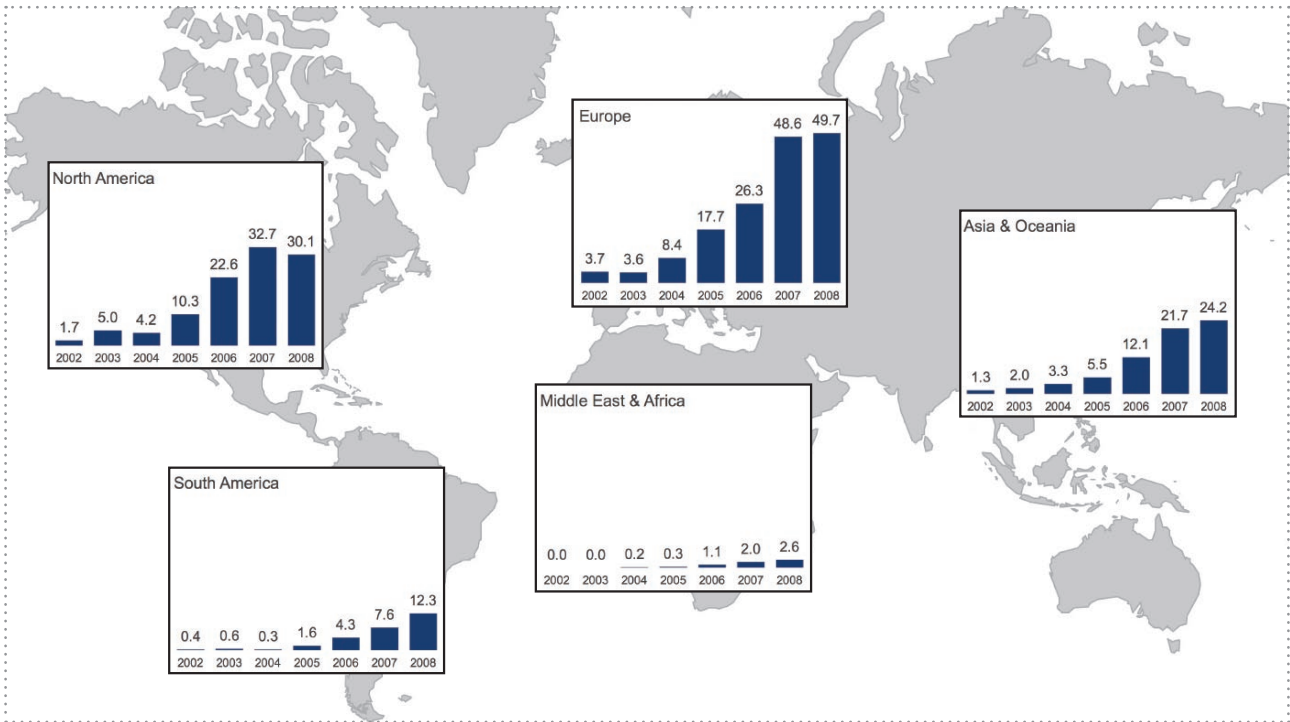 Europe
3.7 3.6 8.4 17.7 26.3 48.6 49.7
2002 2003 2004 2005 2006 2007 2008
North America
1.7 5.0 4.2 10.3 22.6 32.7 30.1
2002 2003 2004 2005 2006 2007 2008
Asia & Oceania
1.3 2.0 3.3 5.5 12.1 21.7 24.2
2002 2003 2004 2005 2006 2007 2008
Middle East & Africa
0.0 0.0 0.2 0.3 1.1 2.0 2.6
2002 2003 2004 2005 2006 2007 2008
South America
0.4 0.6 0.3 1.6 4.3 7.6 12.3
2002 2003 2004 2005 2006 2007 2008